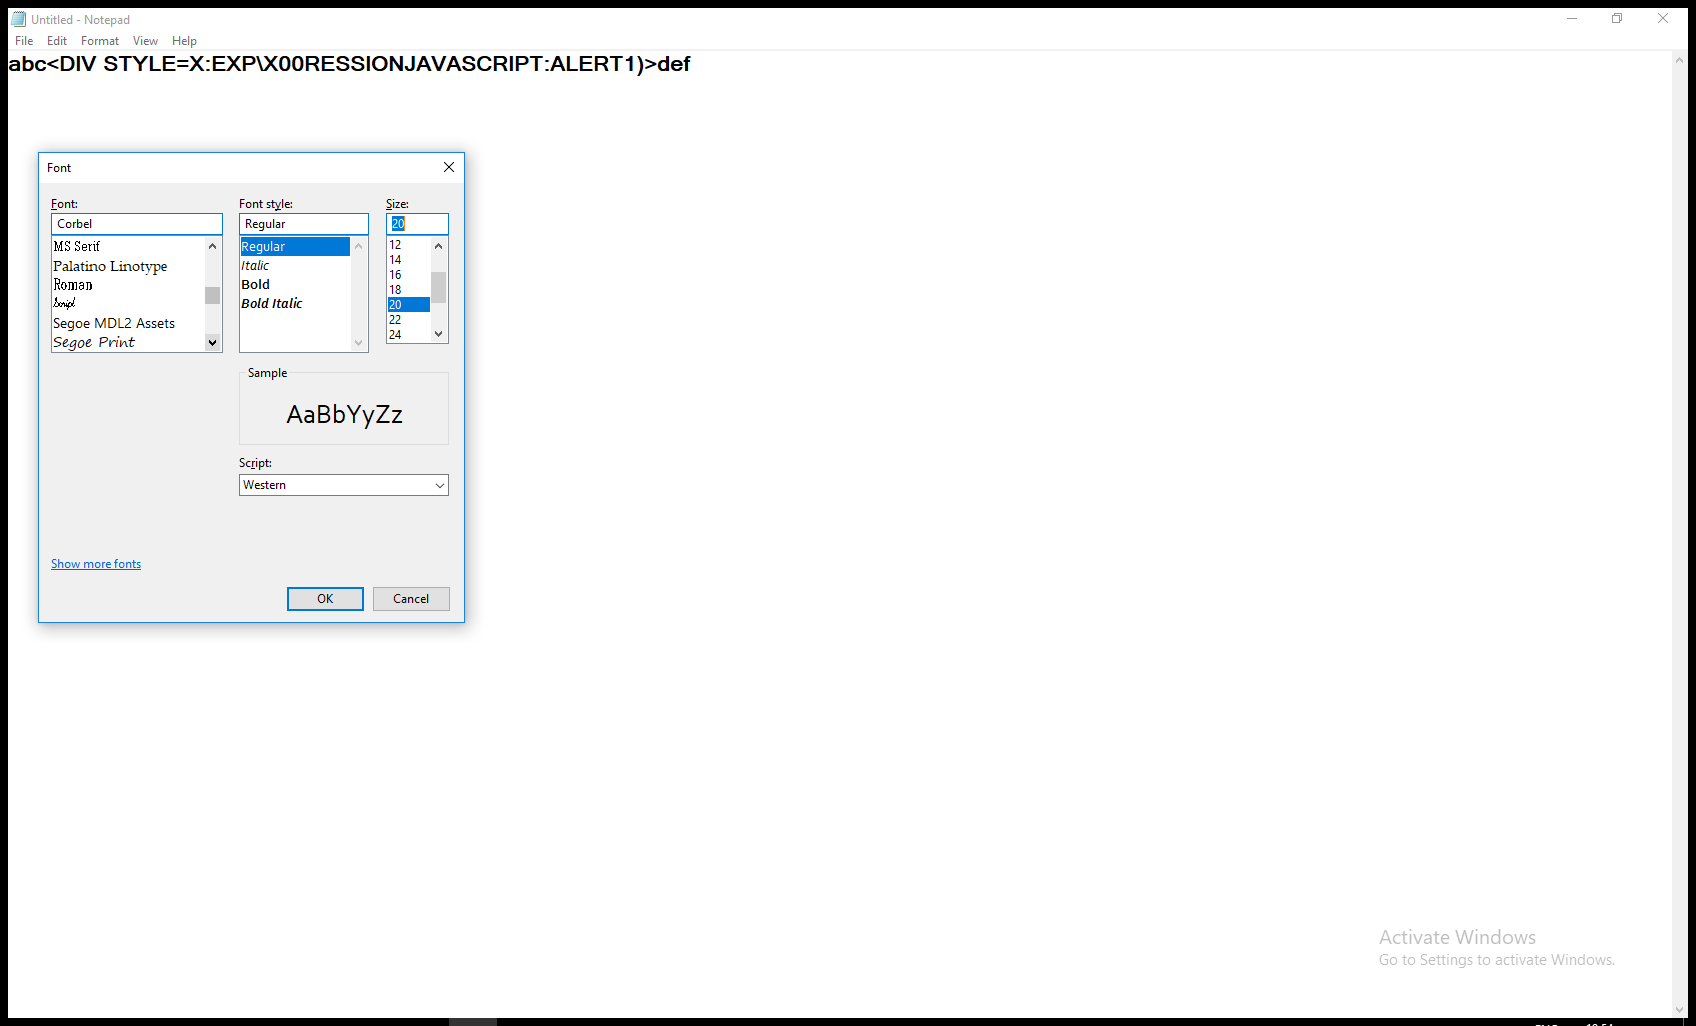 Untitled - Notepad
File Edit Format View Help
abc<DIV STYLE=X:EXP\X00RESSIONJAVASCRIPT:ALERT1)>def
Font
Font: Font style: Size:
Corbel Regular 20
MS Serif
Palatino Linotype
Roman
Script
Segoe MDL2 Assets
Segoe Print
Regular
Italic
Bold
Bold Italic
12
14
16
18
20
22
24
Sample
AaBbYyZz
Script:
Western
Show more fonts
OK Cancel
Activate Windows
Go to Settings to activate Windows.